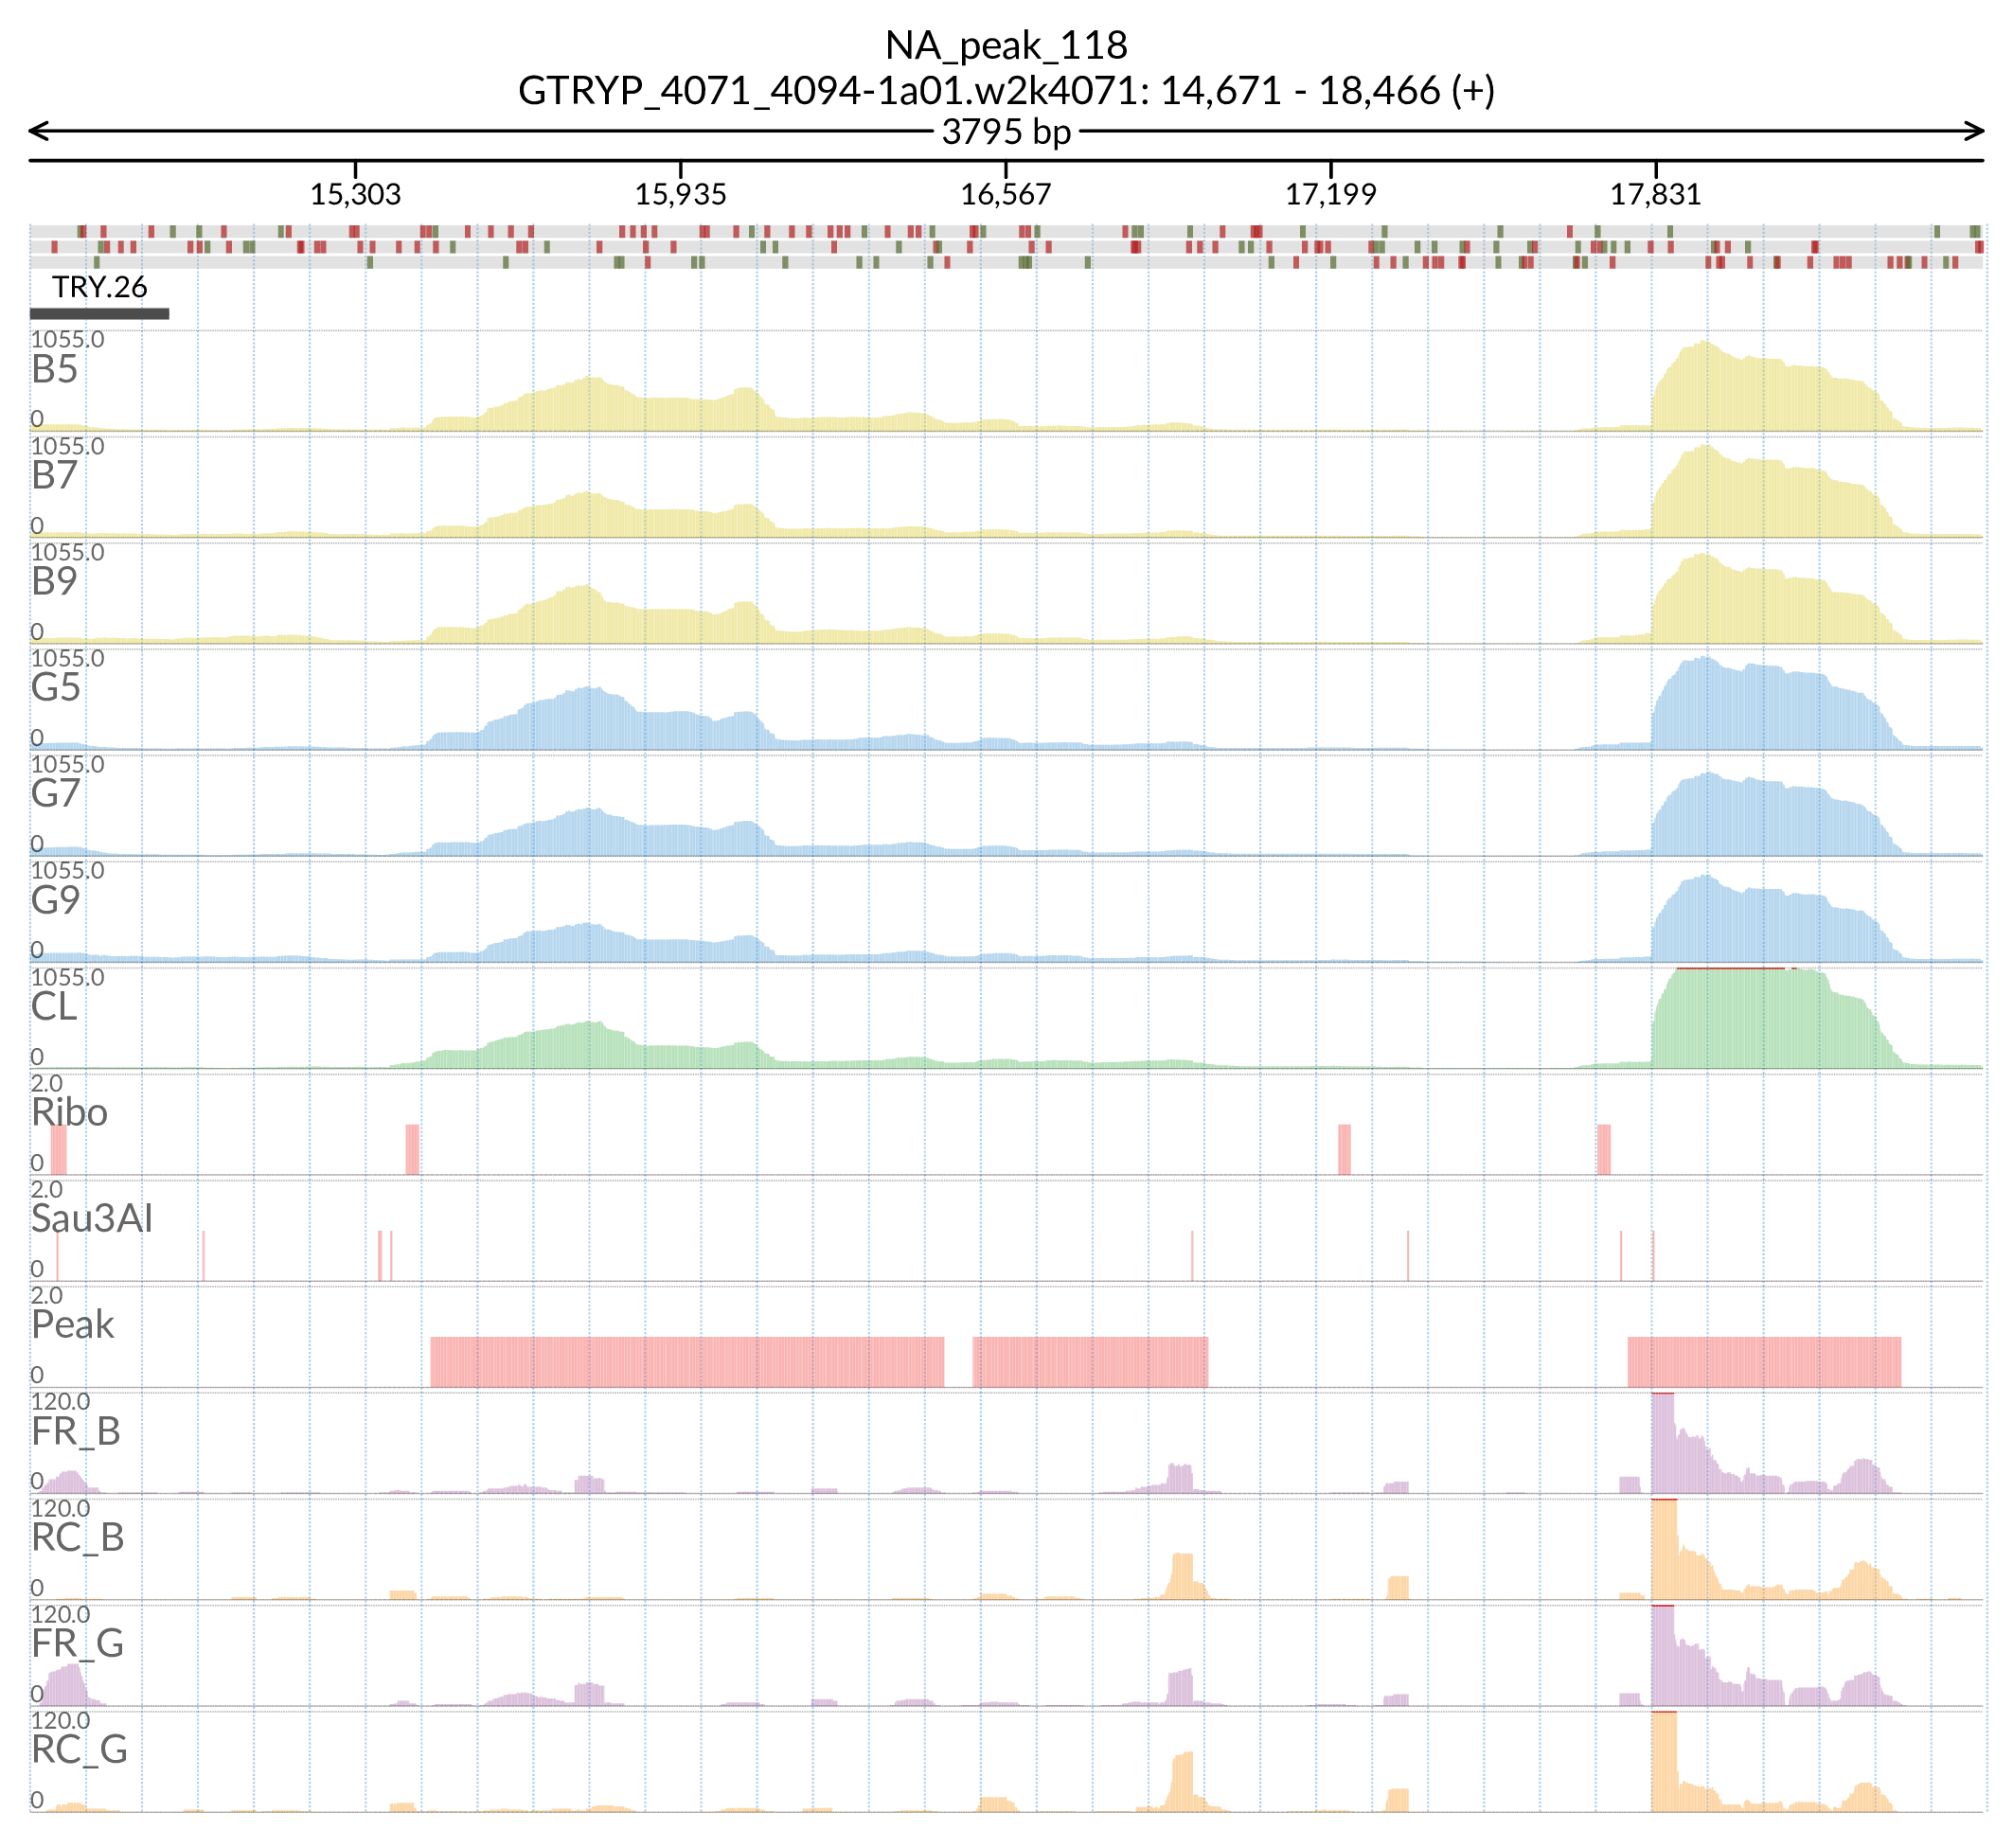 NA_peak_118
GTRYP_4071_4094-1a01.w2k4071: 14,671 - 18,466 (+)
3795 bp
15,303 15,935 16,567 17,199 17,831
TRY.26
1055.0
B5
0
1055.0
B7
0
1055.0
B9
0
1055.0
G5
0
1055.0
G7
0
1055.0
G9
0
1055.0
CL
0
2.0
Ribo
0
2.0
Sau3AI
0
2.0
Peak
0
120.0
FR_B
0
120.0
RC_B
0
120.0
FR_G
0
120.0
RC_G
0